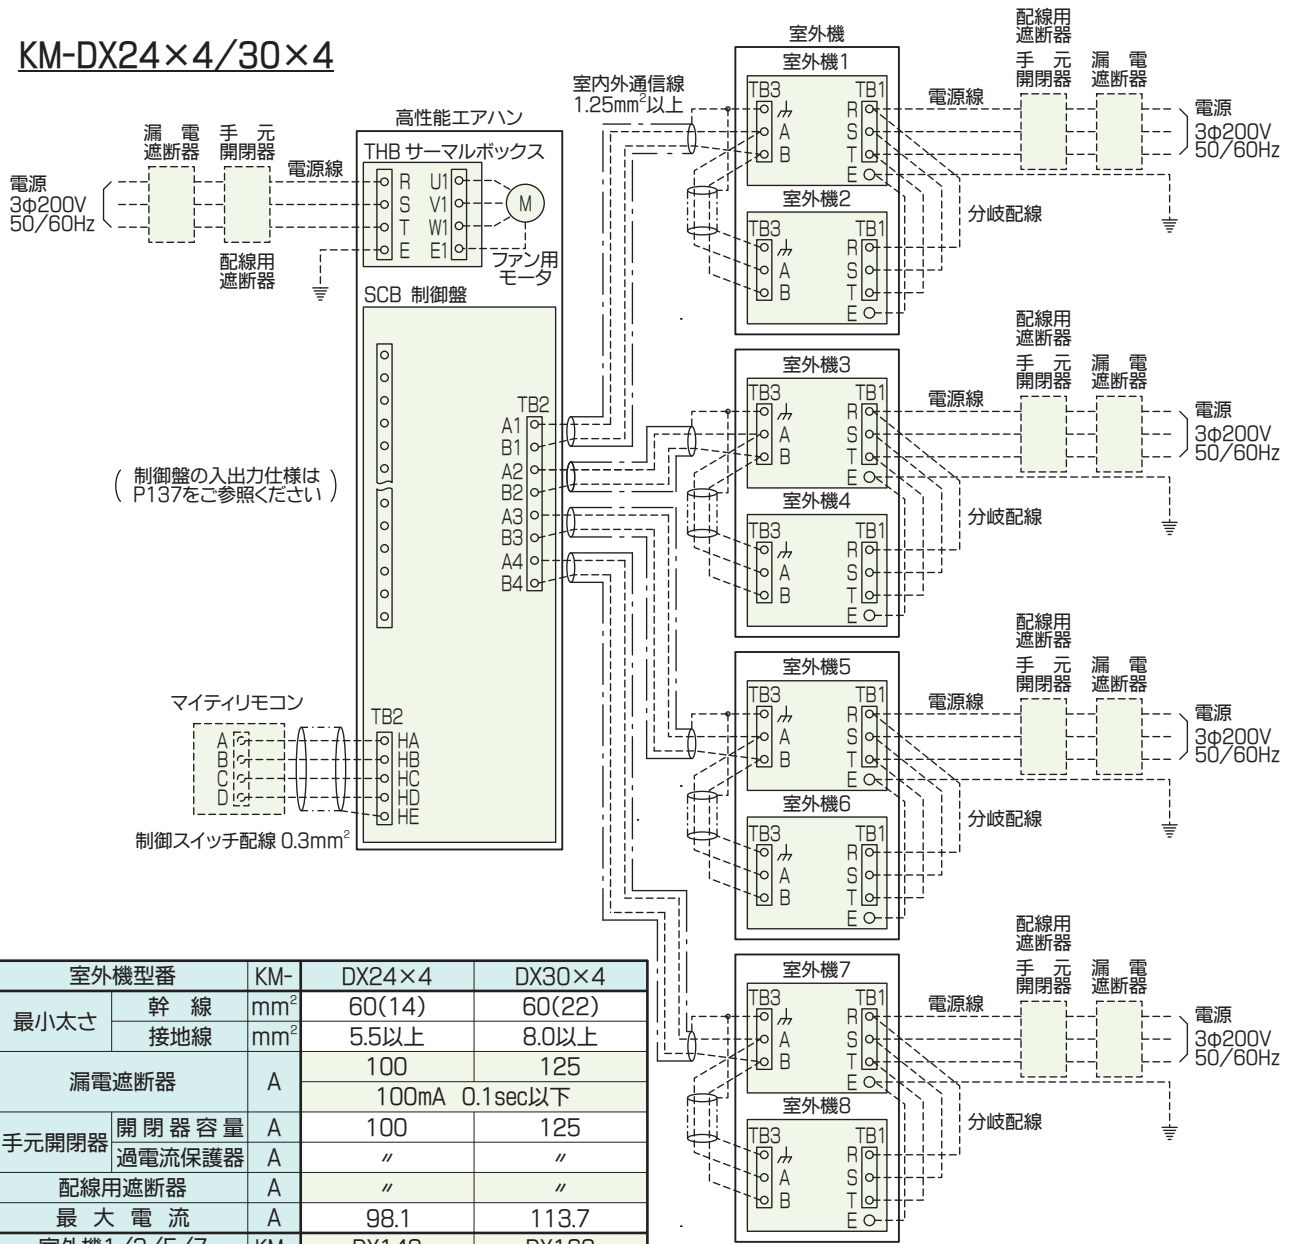 KM-DX24×4/30×4
高性能エアハン
THB サーマルボックス
漏 電
遮断器
手 元
開閉器
電源線
電源
3φ200V
50/60Hz
配線用
遮断器
R U1
S V1
T W1
E E1
M
ファン用
モータ
SCB 制御盤
TB2
A1
B1
A2
B2
A3
B3
A4
B4
( 制御盤の入出力仕様は
P137をご参照ください )
マイティリモコン
A
B
C
D
TB2
HA
HB
HC
HD
HE
制御スイッチ配線 0.3mm²
室内外通信線
1.25mm²以上
室外機
室外機1
TB3 TB1
R
A S
B T
E
室外機2
TB3 TB1
R
A S
B T
E
電源線
配線用
遮断器
手 元
開閉器
漏 電
遮断器
電源
3φ200V
50/60Hz
分岐配線
室外機3
TB3 TB1
R
A S
B T
E
室外機4
TB3 TB1
R
A S
B T
E
電源線
配線用
遮断器
手 元
開閉器
漏 電
遮断器
電源
3φ200V
50/60Hz
分岐配線
室外機5
TB3 TB1
R
A S
B T
E
室外機6
TB3 TB1
R
A S
B T
E
電源線
配線用
遮断器
手 元
開閉器
漏 電
遮断器
電源
3φ200V
50/60Hz
分岐配線
室外機7
TB3 TB1
R
A S
B T
E
室外機8
TB3 TB1
R
A S
B T
E
電源線
配線用
遮断器
手 元
開閉器
漏 電
遮断器
電源
3φ200V
50/60Hz
分岐配線
室外機型番 KM- DX24×4 DX30×4
最小太さ 幹 線 mm² 60(14) 60(22)
接地線 mm² 5.5以上 8.0以上
漏電遮断器 A 100 125
100mA 0.1sec以下
手元開閉器 開閉器容量 A 100 125
過電流保護器 A 〃 〃
配線用遮断器 A 〃 〃
最 大 電 流 A 98.1 113.7